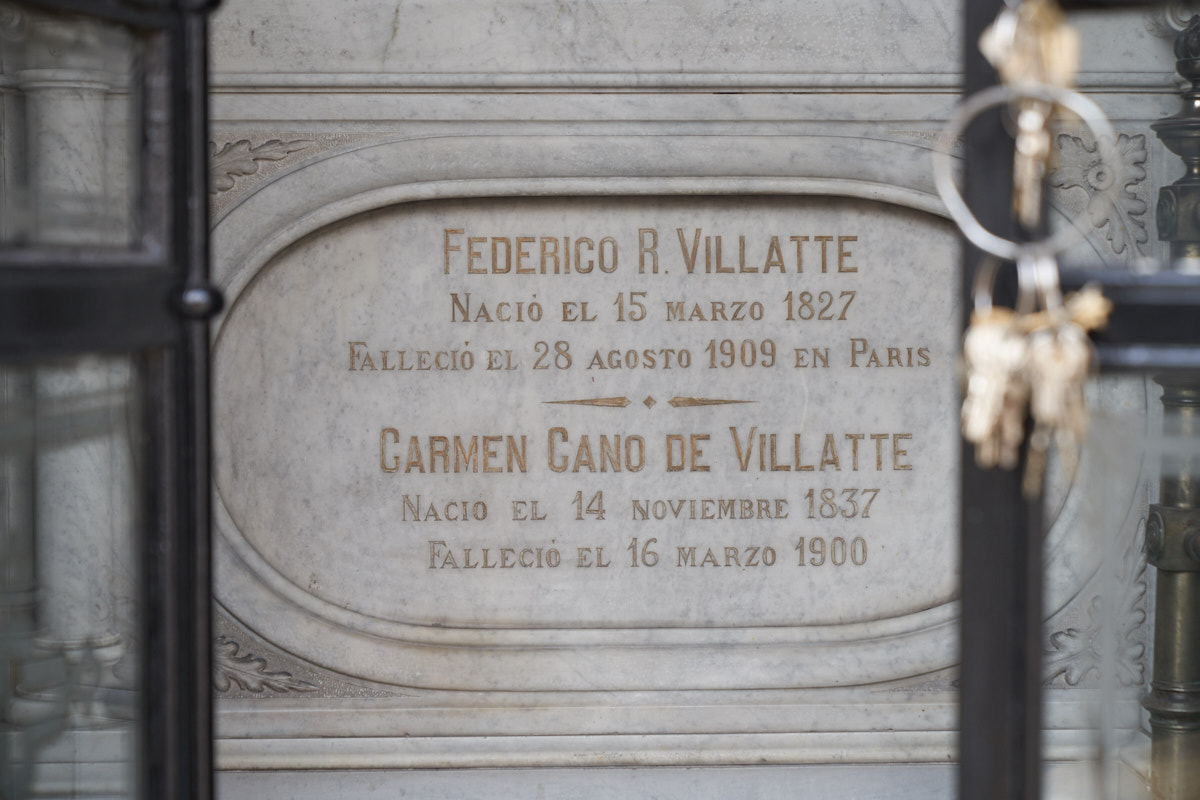 FEDERICO R. VILLATTE
NACIÓ EL 15 MARZO 1827
FALLECIÓ EL 28 AGOSTO 1909 EN PARIS
CARMEN CANO DE VILLATTE
NACIO EL 14 NOVIEMBRE 1837
FALLECIÓ EL 16 MARZO 1900